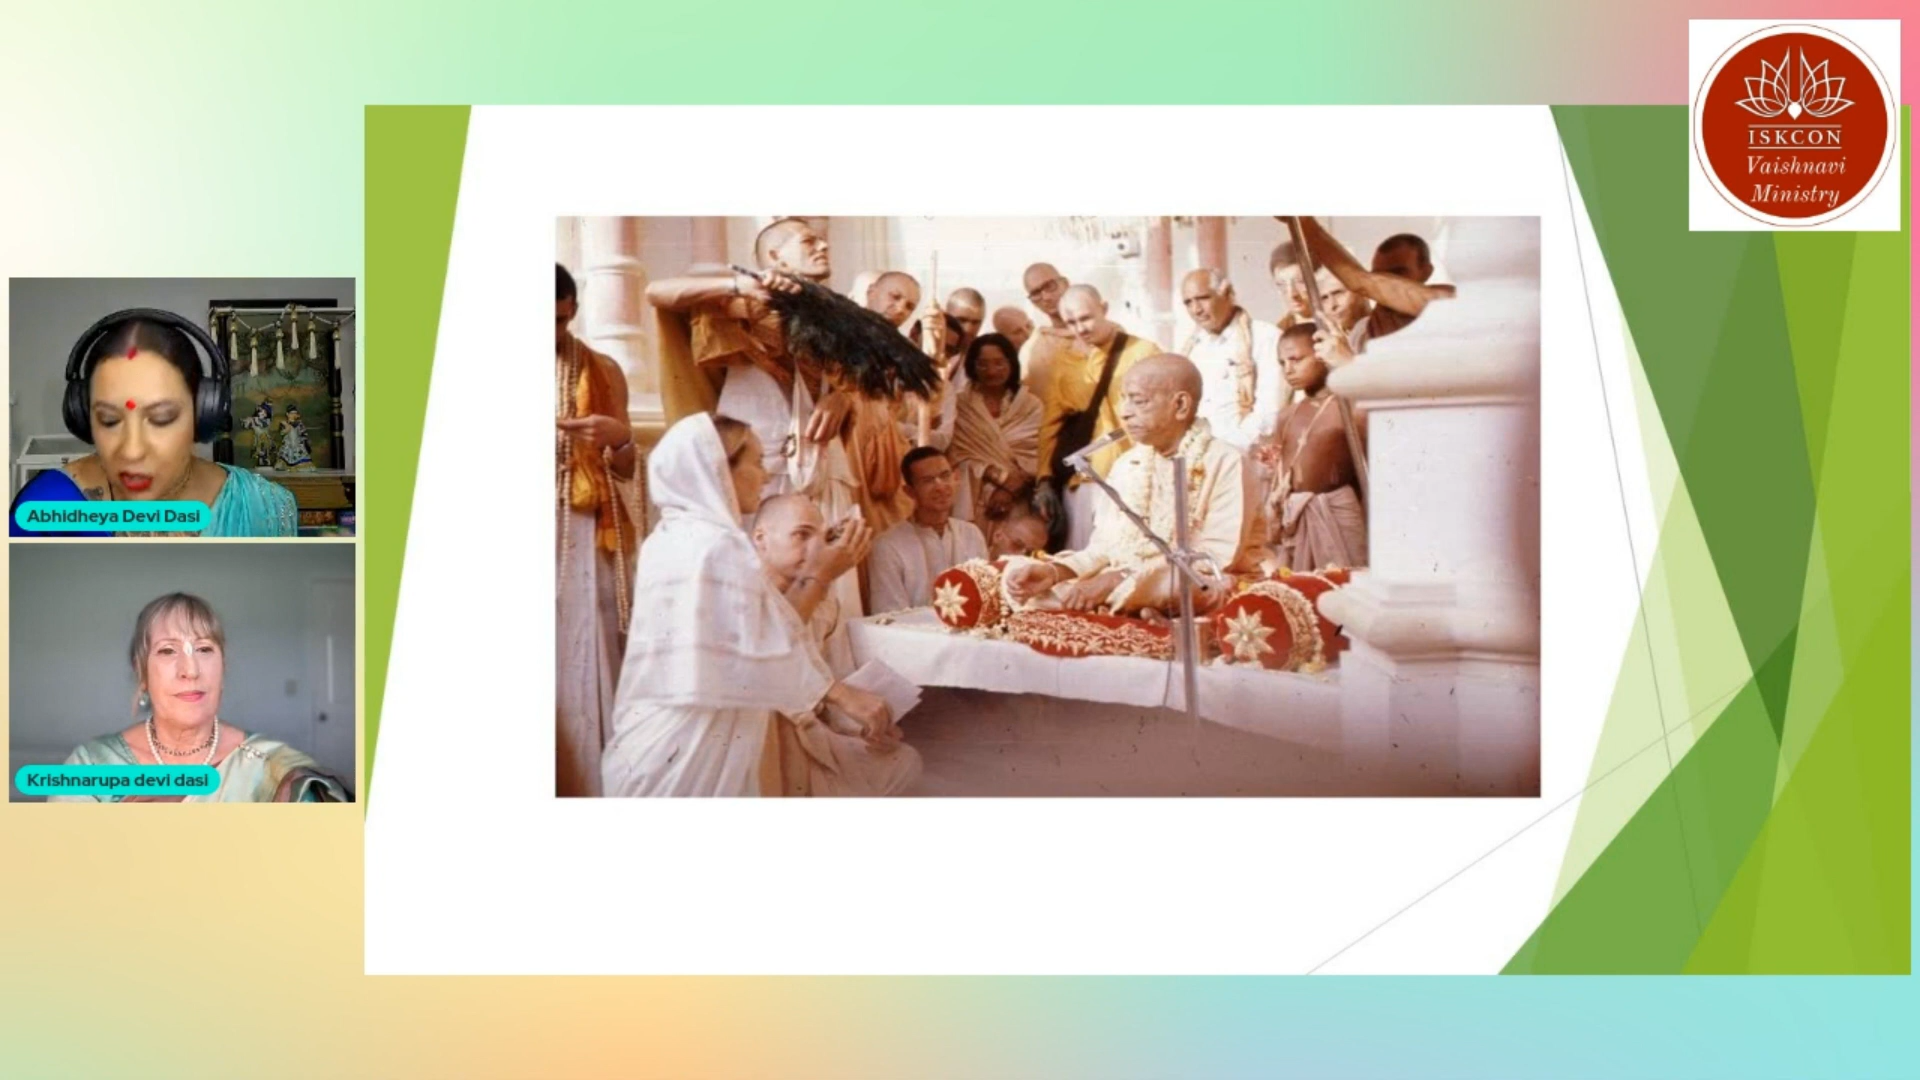 ISKCON
Vaishnavi
Ministry
Abhidheya Devi Dasi
Krishnarupa devi dasi